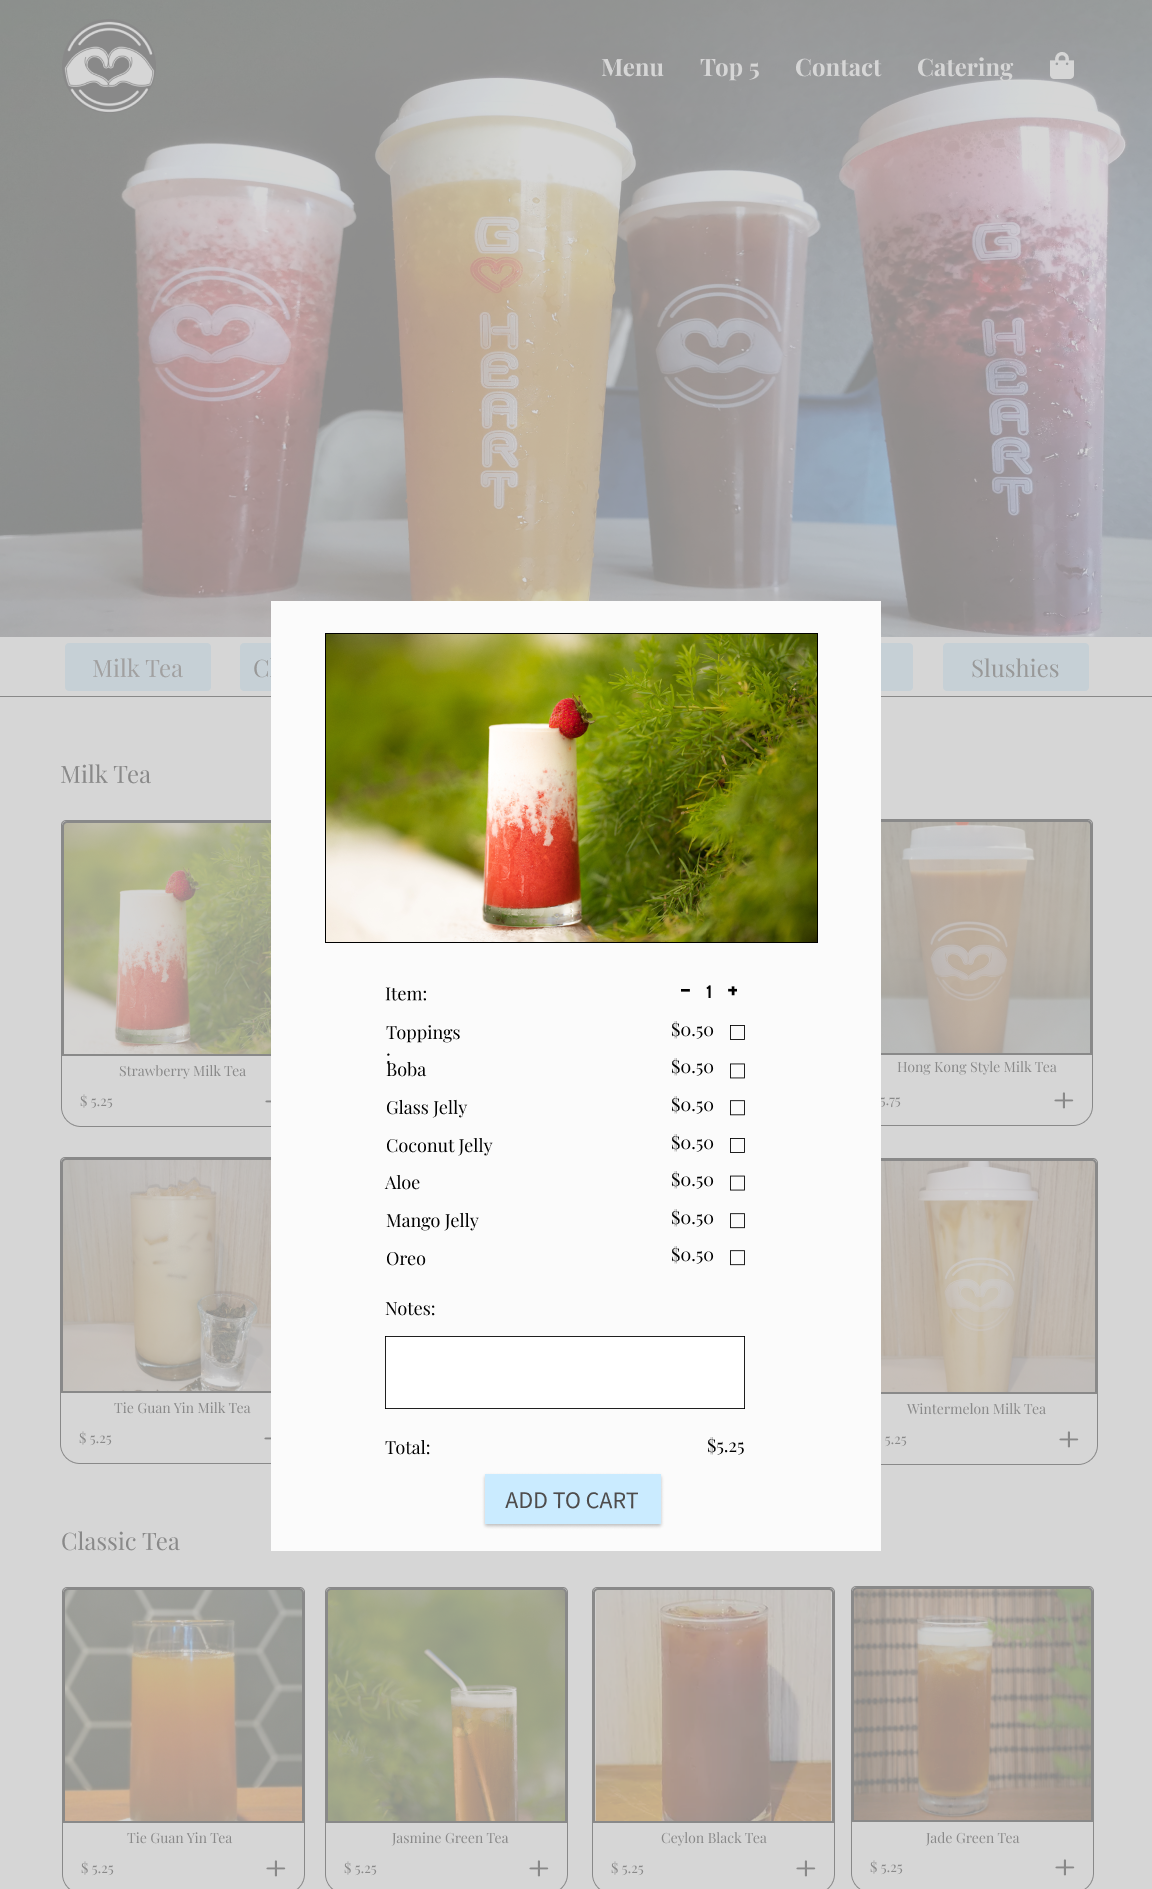 Menu Top 5 Contact Catering
G
HEART
G
HEART
Milk Tea
C
Slushies
Milk Tea
Strawberry Milk Tea
$ 5.25
Hong Kong Style Milk Tea
5.75
Tie Guan Yin Milk Tea
$ 5.25
Wintermelon Milk Tea
5.25
Item: - 1 +
Toppings $0.50
:
Boba $0.50
Glass Jelly $0.50
Coconut Jelly $0.50
Aloe $0.50
Mango Jelly $0.50
Oreo $0.50
Notes:
Total: $5.25
ADD TO CART
Classic Tea
Tie Guan Yin Tea
$ 5.25
Jasmine Green Tea
$ 5.25
Ceylon Black Tea
$ 5.25
Jade Green Tea
$ 5.25